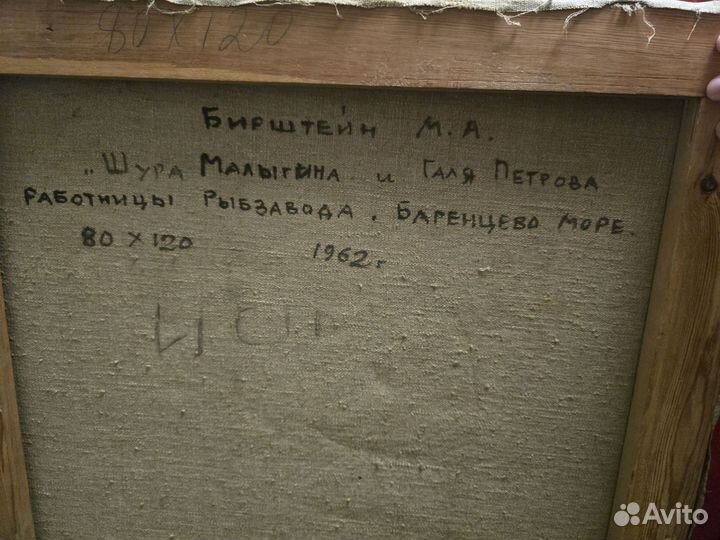 80 x 120
Бирштейн М.А.
„Шура Малыгина и Галя Петрова
работницы рыбзавода. Баренцево море.
80 x 120 1962 г
Avito